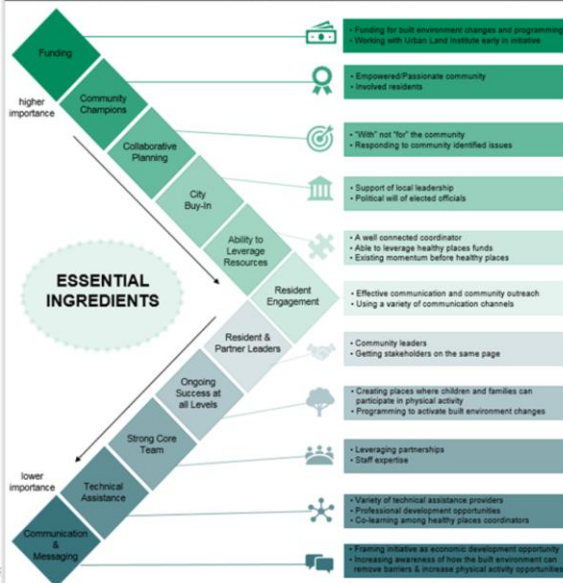 Funding
• Funding for built environment changes and programming
• Working with Urban Land Institute early in initiative
higher
importance
Community
Champions
• Empowered/Passionate community
• Involved residents
Collaborative
Planning
• "With" not "for" the community
• Responding to community identified issues
City
Buy-In
• Support of local leadership
• Political will of elected officials
Ability to
Leverage
Resources
• A well connected coordinator
• Able to leverage healthy places funds
• Existing momentum before healthy places
ESSENTIAL
INGREDIENTS
Resident
Engagement
• Effective communication and community outreach
• Using a variety of communication channels
Resident &
Partner Leaders
• Community leaders
• Getting stakeholders on the same page
Ongoing
Success at
all Levels
• Creating places where children and families can
participate in physical activity
• Programming to activate built environment changes
Strong Core
Team
• Leveraging partnerships
• Staff expertise
lower
importance
Technical
Assistance
• Variety of technical assistance providers
• Professional development opportunities
• Co-learning among healthy places coordinators
Communication
&
Messaging
• Framing initiative as economic development opportunity
• Increasing awareness of how the built environment can
remove barriers & increase physical activity opportunities